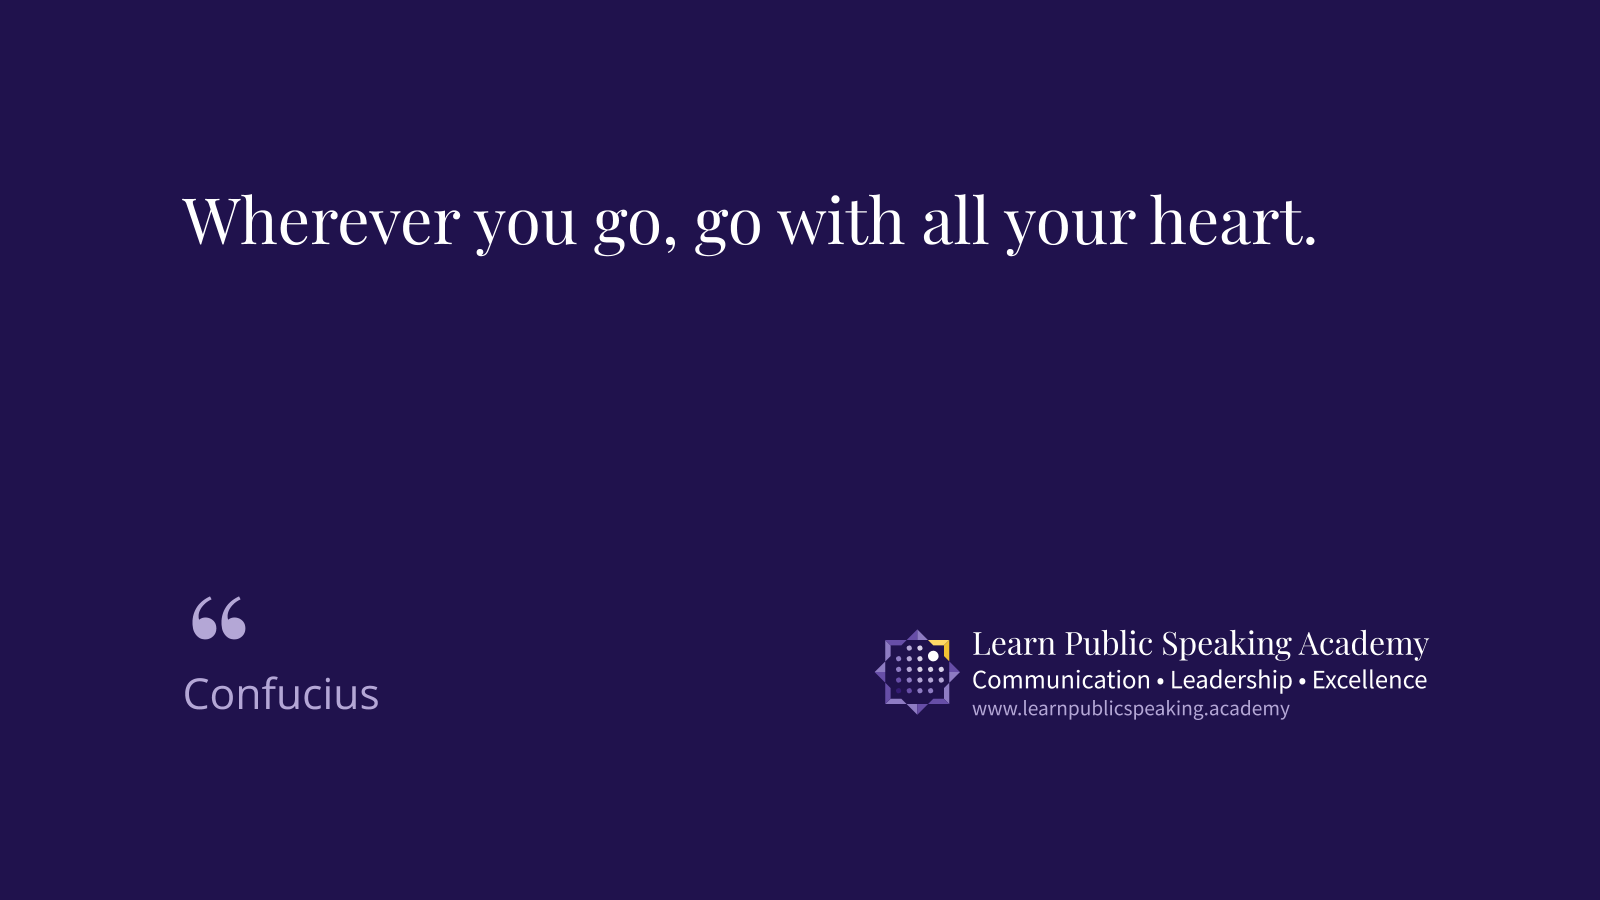 Wherever you go, go with all your heart.
“
Confucius
Learn Public Speaking Academy
Communication • Leadership • Excellence
www.learnpublicspeaking.academy